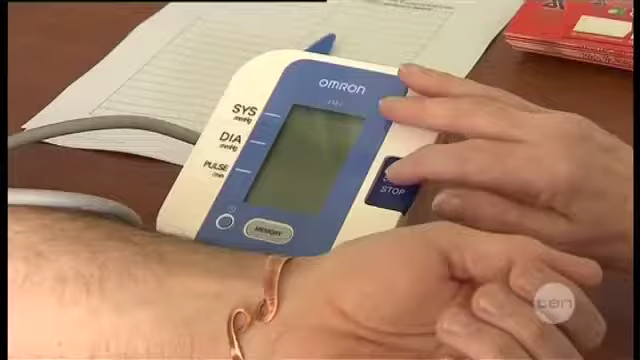 OMRON
SYS
mmHg
DIA
mmHg
PULSE
/min
STOP
MEMORY
ten